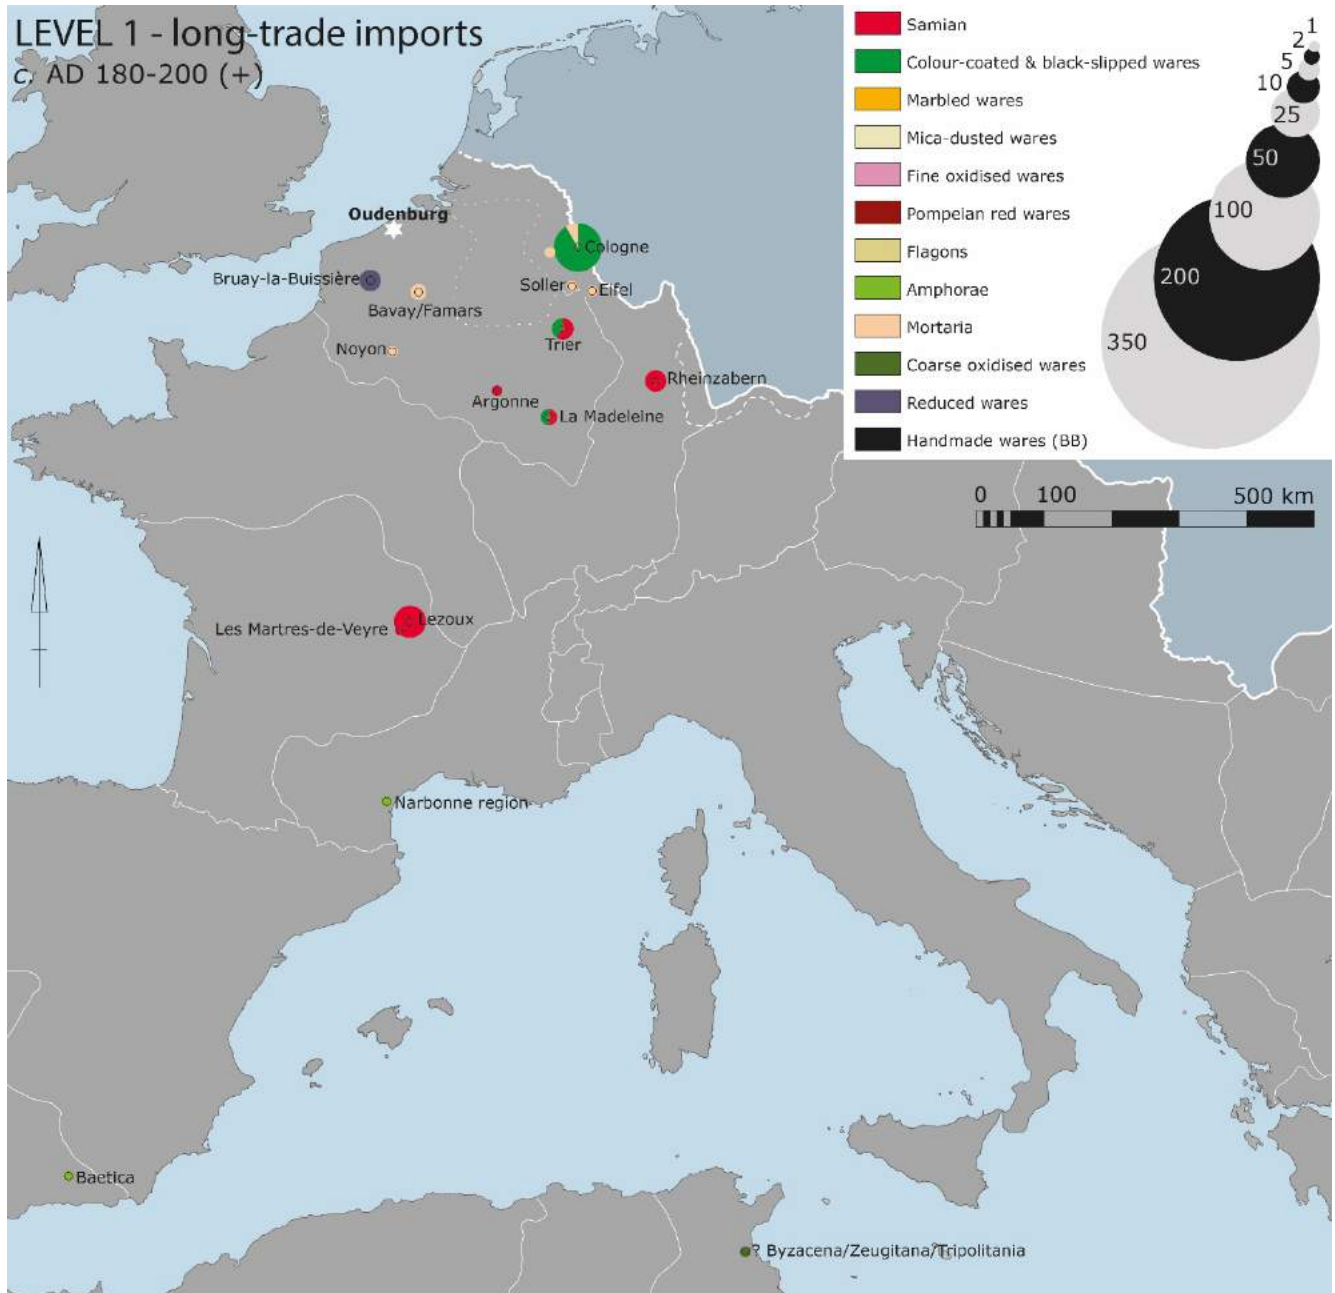 LEVEL 1 - long-trade imports
c. AD 180-200 (+)
Samian
Colour-coated & black-slipped wares
Marbled wares
Mica-dusted wares
Fine oxidised wares
Pompeian red wares
Flagons
Amphorae
Mortaria
Coarse oxidised wares
Reduced wares
Handmade wares (BB)
1
2
5
10
25
50
100
200
350
0 100 500 km
Oudenburg
Cologne
Bruay-la-Buissière
Soller
Eifel
Bavay/Famars
Trier
Noyon
Rheinzabern
Argonne
La Madeleine
Lezoux
Les Martres-de-Veyre
Narbonne region
Baetica
? Byzacena/Zeugitana/Tripolitania